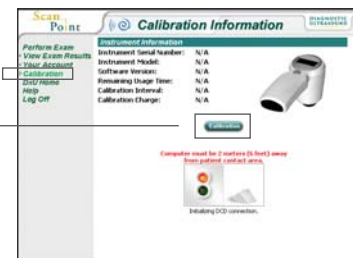 Scan
Point
Calibration Information
DIAGNOSTIC
ULTRASOUND
Perform Exam
View Exam Results
Your Account
Calibration
DxU Home
Help
Log Off
Instrument Information
Instrument Serial Number: N/A
Instrument Model: N/A
Software Version: N/A
Remaining Usage Time: N/A
Calibration Interval: N/A
Calibration Charge: N/A
Calibration
Computer must be 2 meters (6 feet) away
from patient contact area.
Initializing DCD connection.